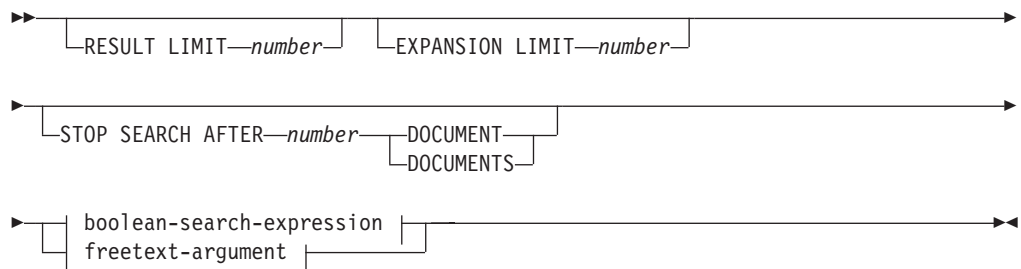 RESULT LIMIT number EXPANSION LIMIT number
STOP SEARCH AFTER number DOCUMENT
DOCUMENTS
boolean-search-expression
freetext-argument